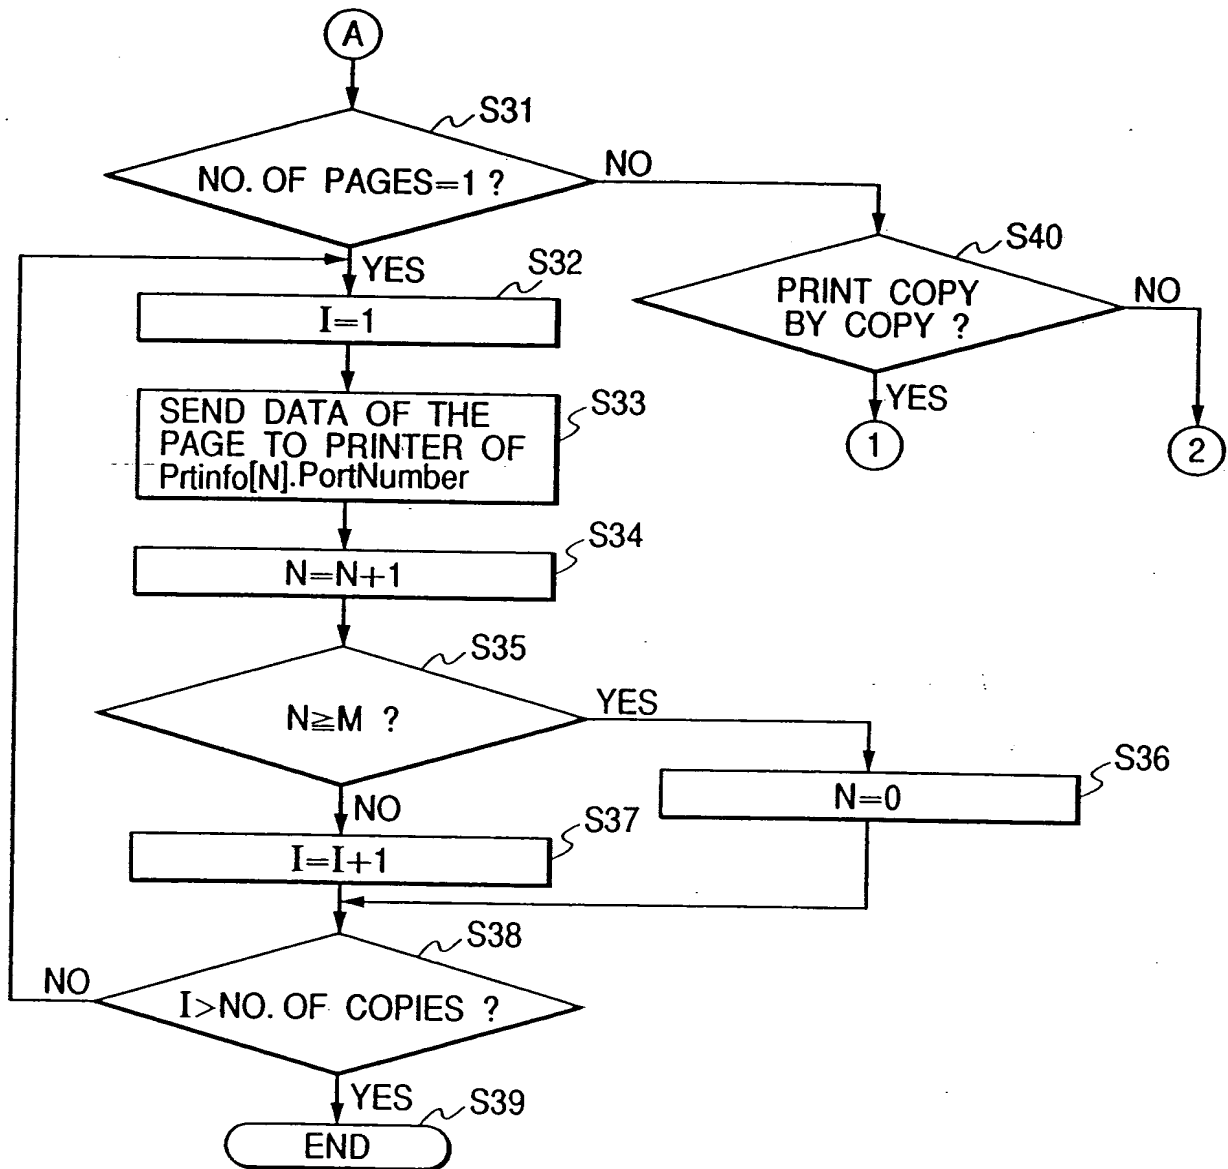 A
S31
NO. OF PAGES=1 ?
NO
YES
S32
I=1
S40
PRINT COPY
BY COPY ?
NO
YES
1
2
S33
SEND DATA OF THE
PAGE TO PRINTER OF
Prtinfo[N].PortNumber
S34
N=N+1
S35
N≧M ?
YES
NO
S36
N=0
S37
I=I+1
S38
I>NO. OF COPIES ?
NO
YES
S39
END